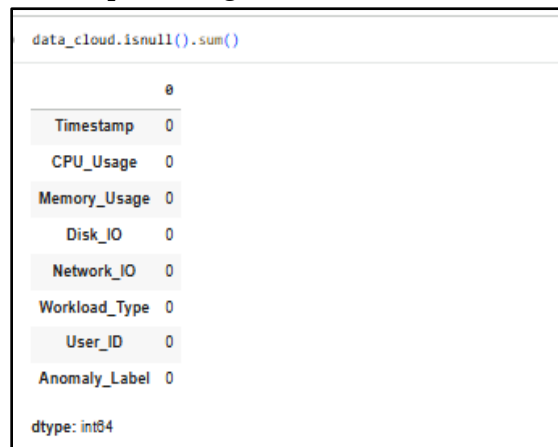 data_cloud.isnull().sum()
0
Timestamp 0
CPU_Usage 0
Memory_Usage 0
Disk_IO 0
Network_IO 0
Workload_Type 0
User_ID 0
Anomaly_Label 0
dtype: int64